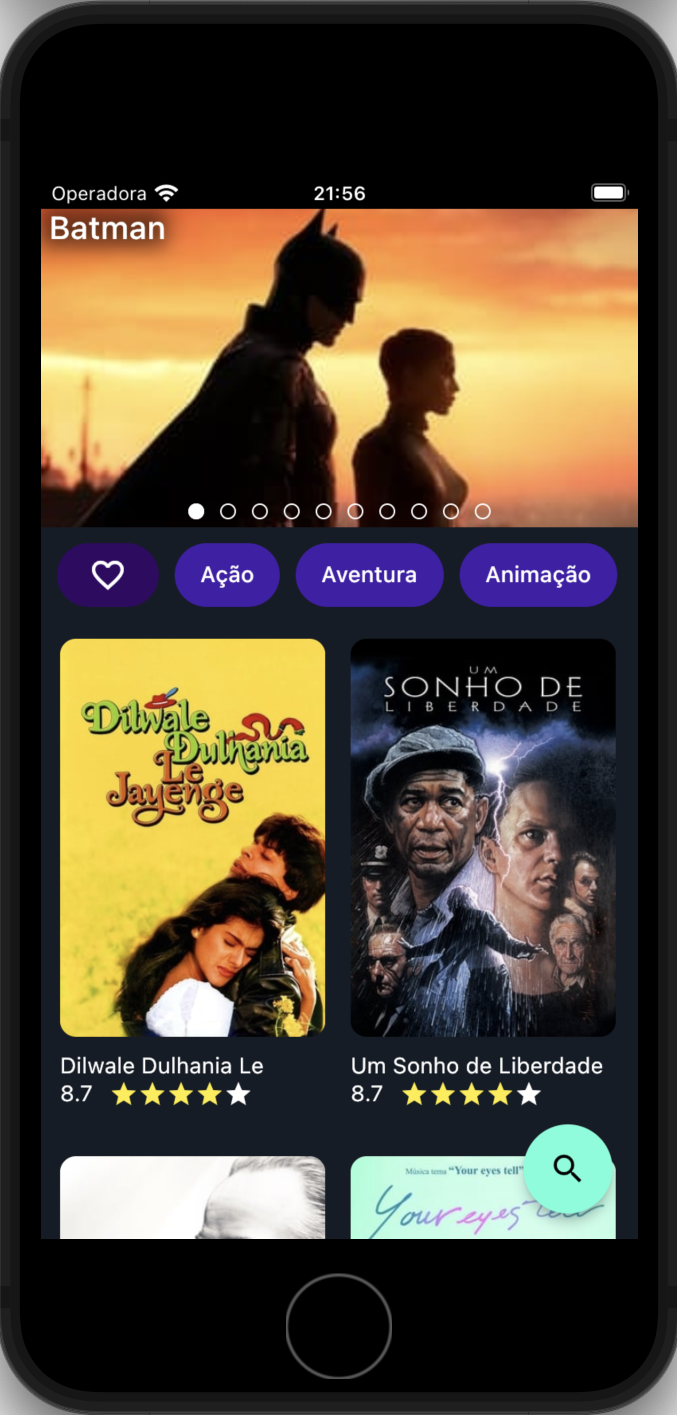 Operadora
21:56
Batman
Ação
Aventura
Animação
Dilwale
Dulhania
Le
Jayenge
UM
SONHO DE
LIBERDADE
Dilwale Dulhania Le
8.7
Um Sonho de Liberdade
8.7
Música tema “Your eyes tell”
Your eyes tell